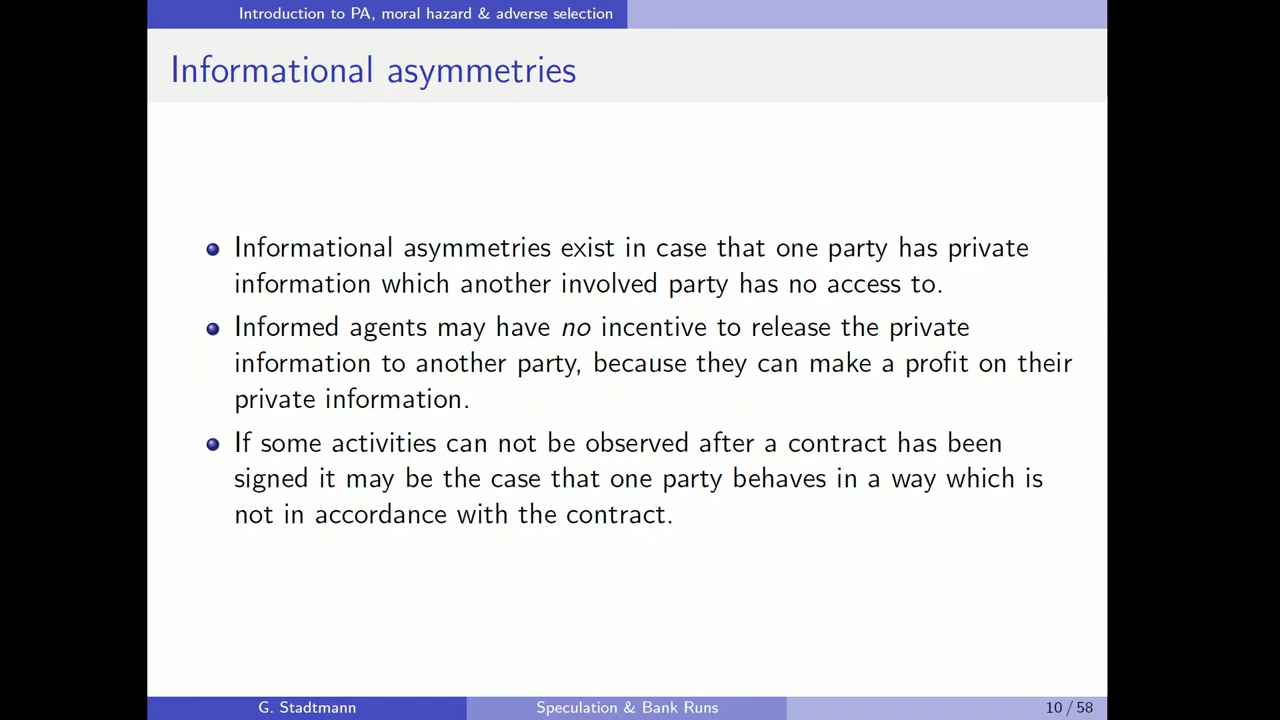 Introduction to PA, moral hazard & adverse selection
Informational asymmetries
Informational asymmetries exist in case that one party has private
information which another involved party has no access to.
Informed agents may have no incentive to release the private
information to another party, because they can make a profit on their
private information.
If some activities can not be observed after a contract has been
signed it may be the case that one party behaves in a way which is
not in accordance with the contract.
G. Stadtmann
Speculation & Bank Runs
10 / 58